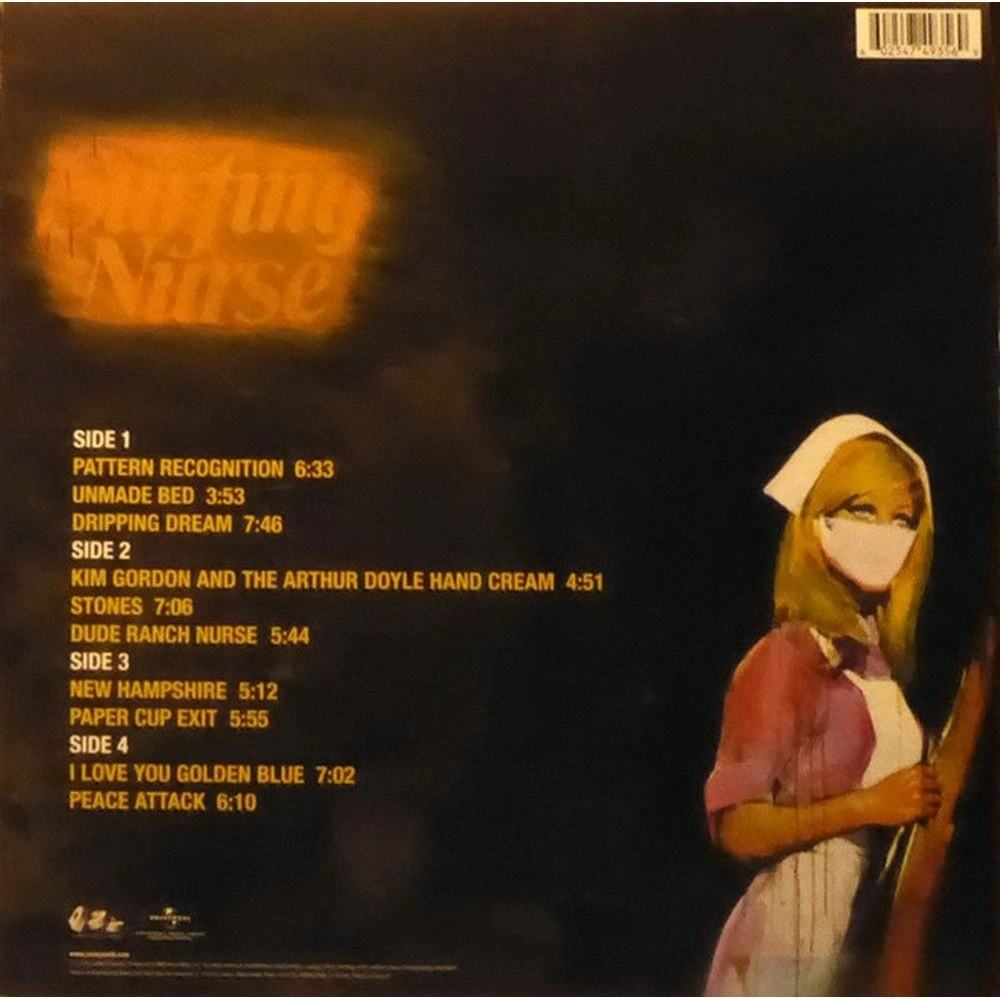 Surfing
Nurse
SIDE 1
PATTERN RECOGNITION 6:33
UNMADE BED 3:53
DRIPPING DREAM 7:46
SIDE 2
KIM GORDON AND THE ARTHUR DOYLE HAND CREAM 4:51
STONES 7:06
DUDE RANCH NURSE 5:44
SIDE 3
NEW HAMPSHIRE 5:12
PAPER CUP EXIT 5:55
SIDE 4
I LOVE YOU GOLDEN BLUE 7:02
PEACE ATTACK 6:10
UNIVERSAL